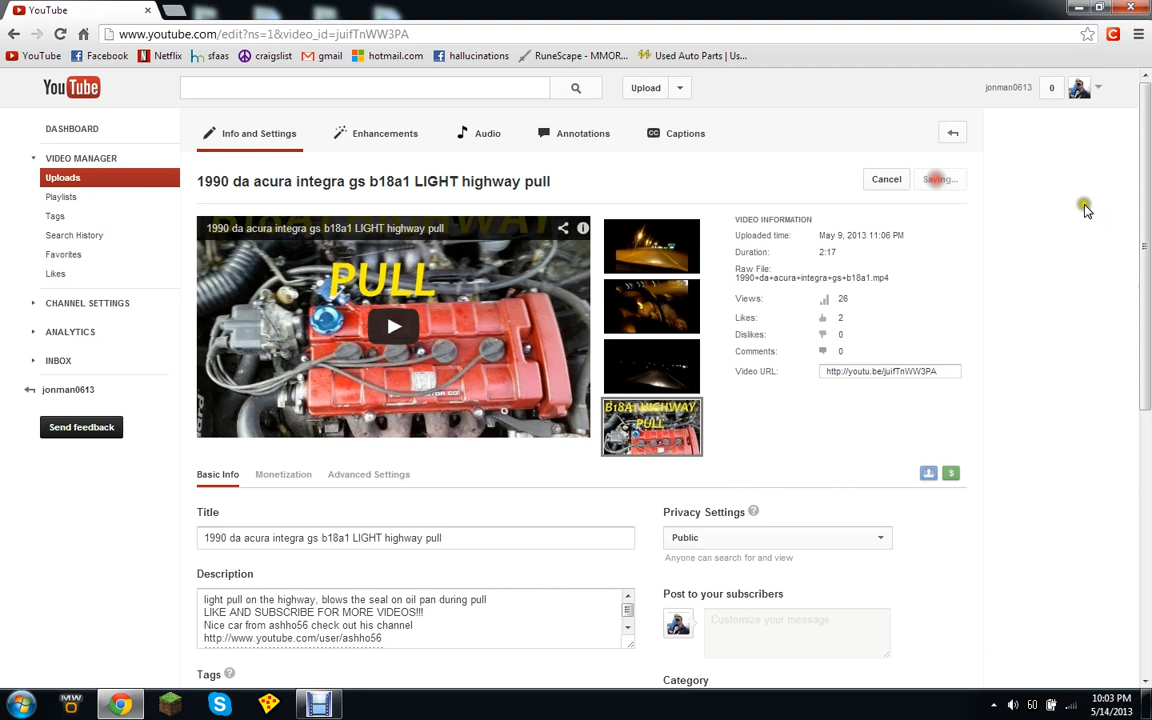 YouTube
www.youtube.com/edit?ns=1&video_id=juifTnWW3PA
YouTube Facebook Netflix sfaas craigslist gmail hotmail.com hallucinations RuneScape - MMOR... Used Auto Parts | Us...
YouTube Upload jonman0613 0
DASHBOARD
VIDEO MANAGER
Uploads
Playlists
Tags
Search History
Favorites
Likes
CHANNEL SETTINGS
ANALYTICS
INBOX
jonman0613
Send feedback
Info and Settings Enhancements Audio Annotations CC Captions
1990 da acura integra gs b18a1 LIGHT highway pull
Cancel Saving...
1990 da acura integra gs b18a1 LIGHT highway pull
PULL
B18A1 HIGHWAY
PULL
VIDEO INFORMATION
Uploaded time: May 9, 2013 11:06 PM
Duration: 2:17
Raw File:
1990+da+acura+integra+gs+b18a1.mp4
Views: 26
Likes: 2
Dislikes: 0
Comments: 0
Video URL: http://youtu.be/juifTnWW3PA
Basic Info Monetization Advanced Settings
Title
1990 da acura integra gs b18a1 LIGHT highway pull
Description
light pull on the highway, blows the seal on oil pan during pull
LIKE AND SUBSCRIBE FOR MORE VIDEOS!!!
Nice car from ashho56 check out his channel
http://www.youtube.com/user/ashho56
Tags
Privacy Settings
Public
Anyone can search for and view
Post to your subscribers
Customize your message
Category
MW
60
10:03 PM
5/14/2013